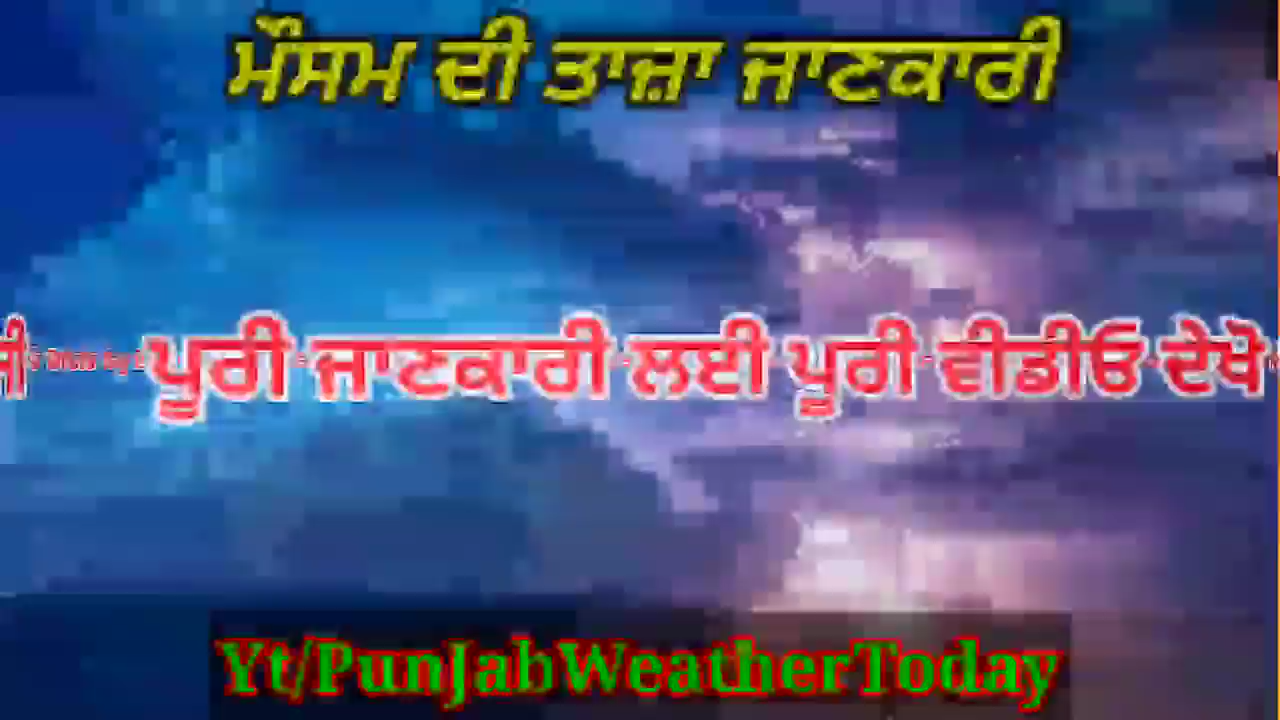 ਮੌਸਮ ਦੀ ਤਾਜ਼ਾ ਜਾਣਕਾਰੀ
ਪੂਰੀ ਜਾਣਕਾਰੀ ਲਈ ਪੂਰੀ ਵੀਡੀਓ ਦੇਖੋ
Yt/PunJabWeatherToday